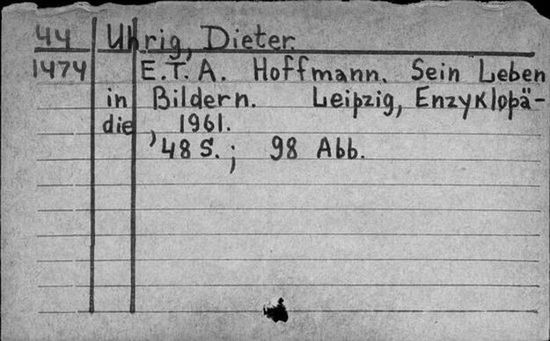 44 Uhrig, Dieter.
1474 E.T.A. Hoffmann. Sein Leben
in Bildern. Leipzig, Enzyklopä-
die, 1961.
48 S.; 98 Abb.